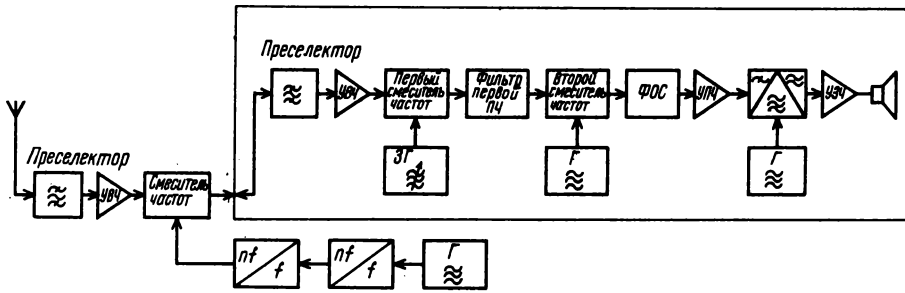 Преселектор
УВЧ
Первый
смеситель
частот
Фильтр
первой
ПЧ
Второй
смеситель
частот
ФОС
УПЧ
УЗЧ
ЗГ
Г
Г
Преселектор
УВЧ
Смеситель
частот
nf
f
nf
f
Г